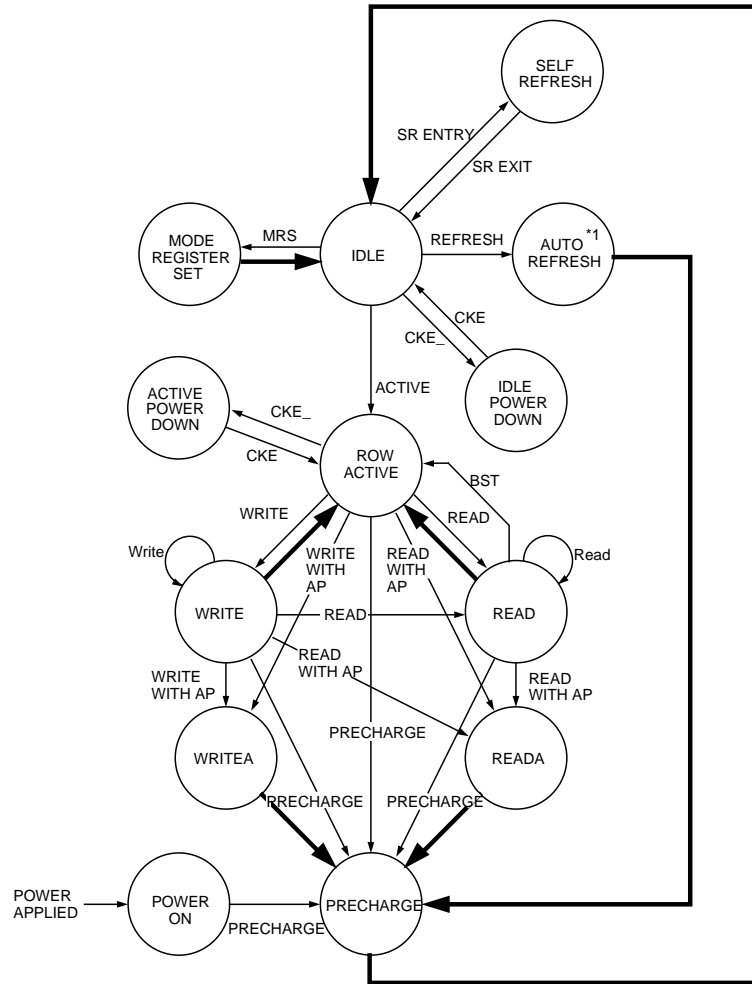 SELF
REFRESH
SR ENTRY
SR EXIT
MODE
REGISTER
SET
MRS
IDLE
REFRESH
AUTO *1
REFRESH
CKE
CKE_
ACTIVE
IDLE
POWER
DOWN
ACTIVE
POWER
DOWN
CKE_
CKE
ROW
ACTIVE
BST
WRITE
READ
Write
WRITE
WITH
AP
READ
WITH
AP
Read
WRITE
READ
READ
READ
WITH AP
WRITE
WITH AP
READ
WITH AP
WRITEA
PRECHARGE
READA
PRECHARGE
PRECHARGE
POWER
APPLIED
POWER
ON
PRECHARGE
PRECHARGE